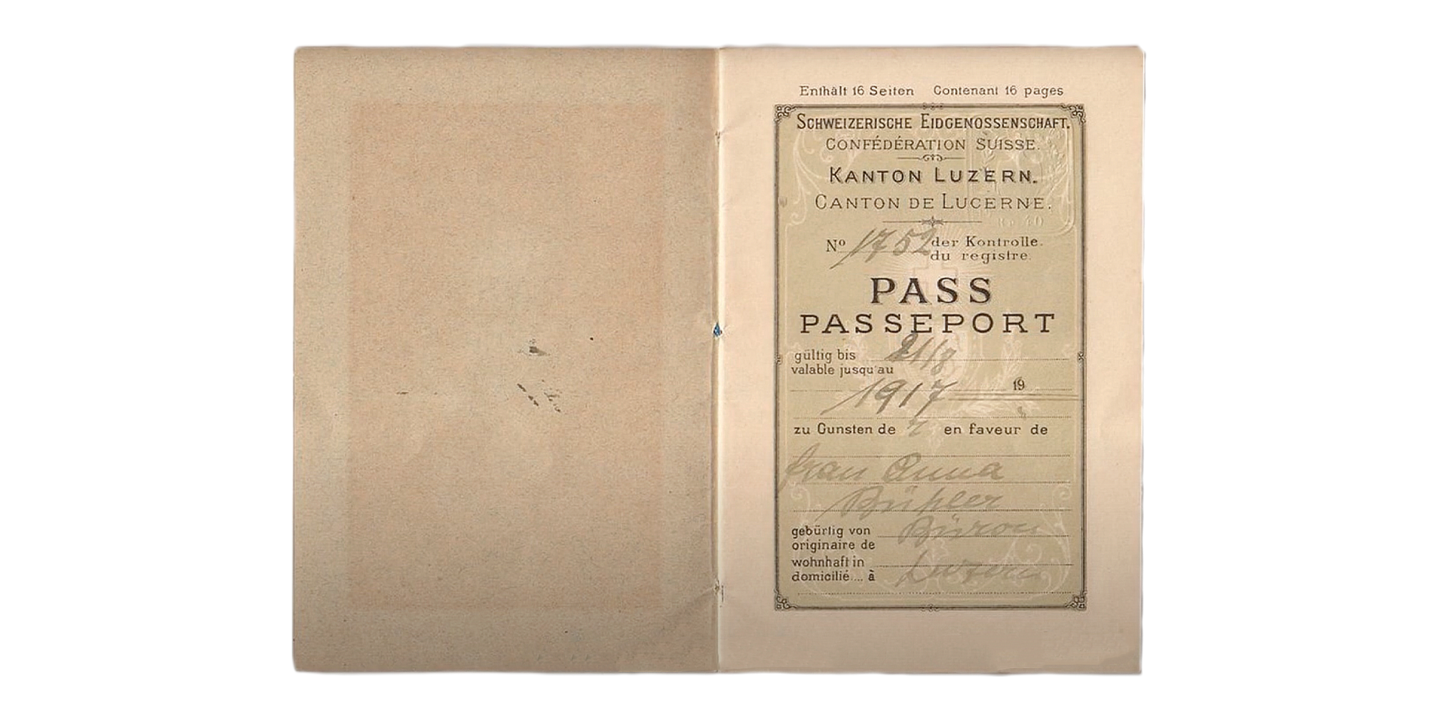 Enthält 16 Seiten Contenant 16 pages
SCHWEIZERISCHE EIDGENOSSENSCHAFT.
CONFÉDÉRATION SUISSE.
KANTON LUZERN.
CANTON DE LUCERNE.
Nº 1752 der Kontrolle.
du registre.
PASS
PASSEPORT
gültig bis 21/8
valable jusqu'au
1917 19
zu Gunsten de r en faveur de
Frau Anna
Bühler
gebürtig von Büron
originaire de
wohnhaft in Luzern
domicilié.... à